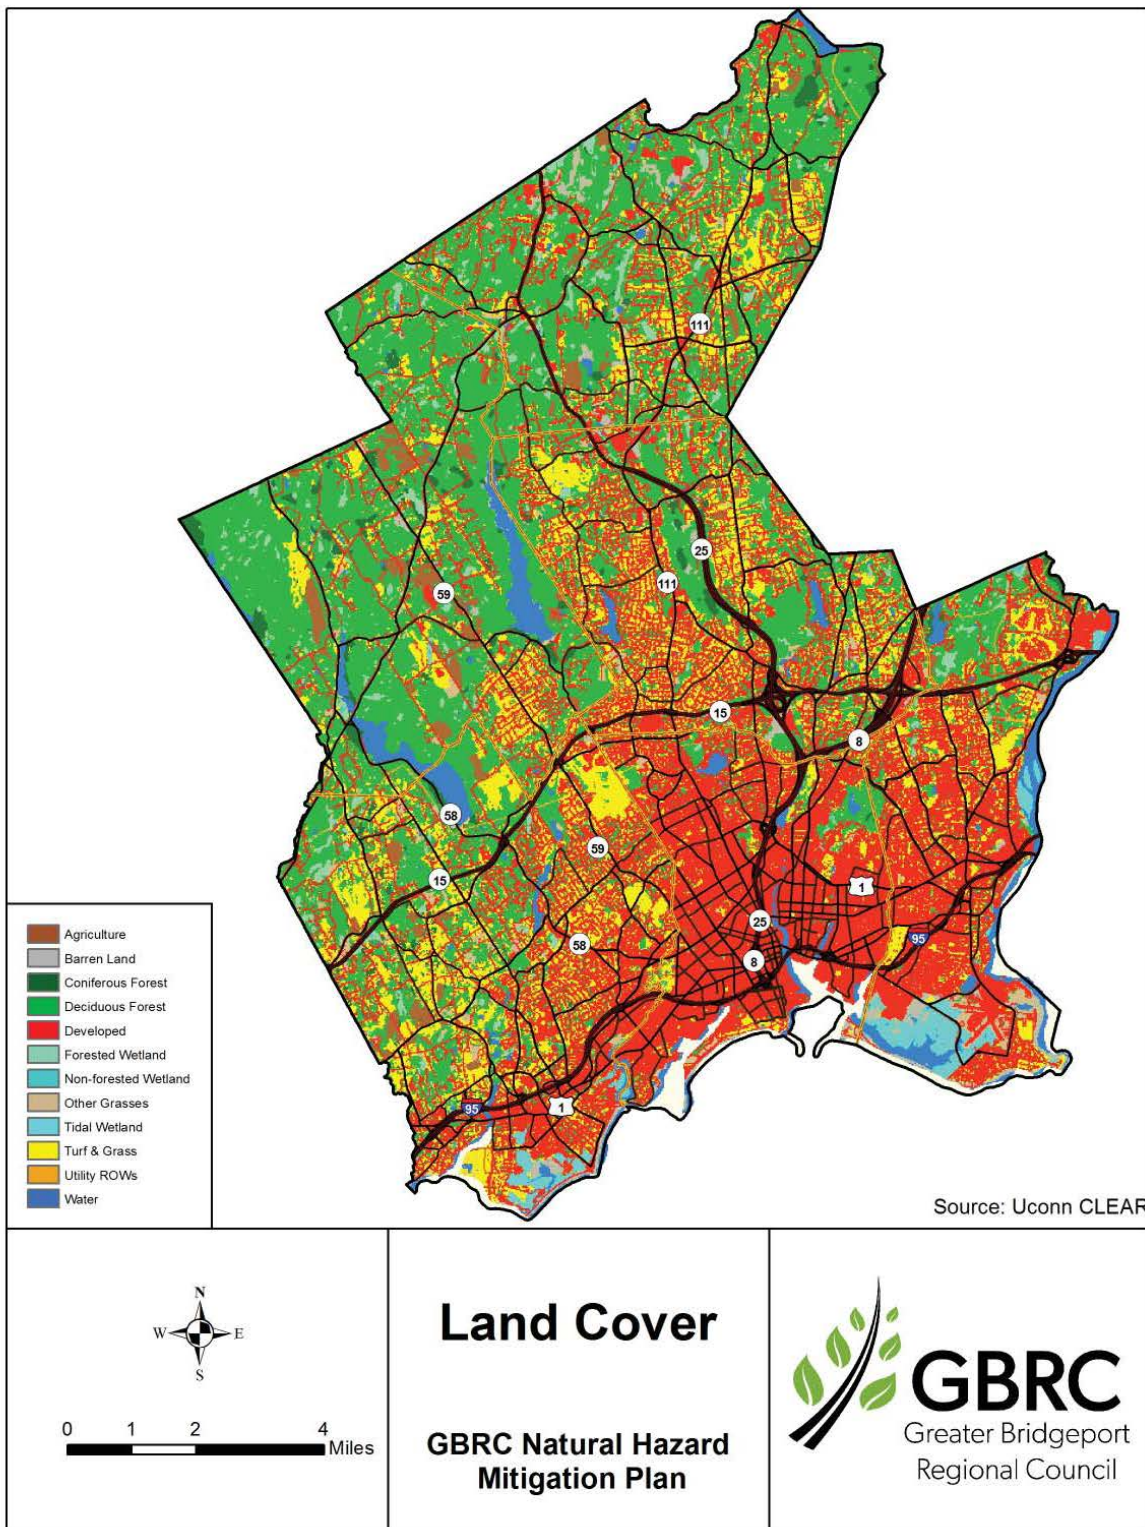 111
25
111
59
15
8
58
59
15
1
25
58
95
8
95
1
Agriculture
Barren Land
Coniferous Forest
Deciduous Forest
Developed
Forested Wetland
Non-forested Wetland
Other Grasses
Tidal Wetland
Turf & Grass
Utility ROWs
Water
Source: Uconn CLEAR
N
W E
S
0 1 2 4
Miles
Land Cover
GBRC Natural Hazard
Mitigation Plan
GBRC
Greater Bridgeport
Regional Council